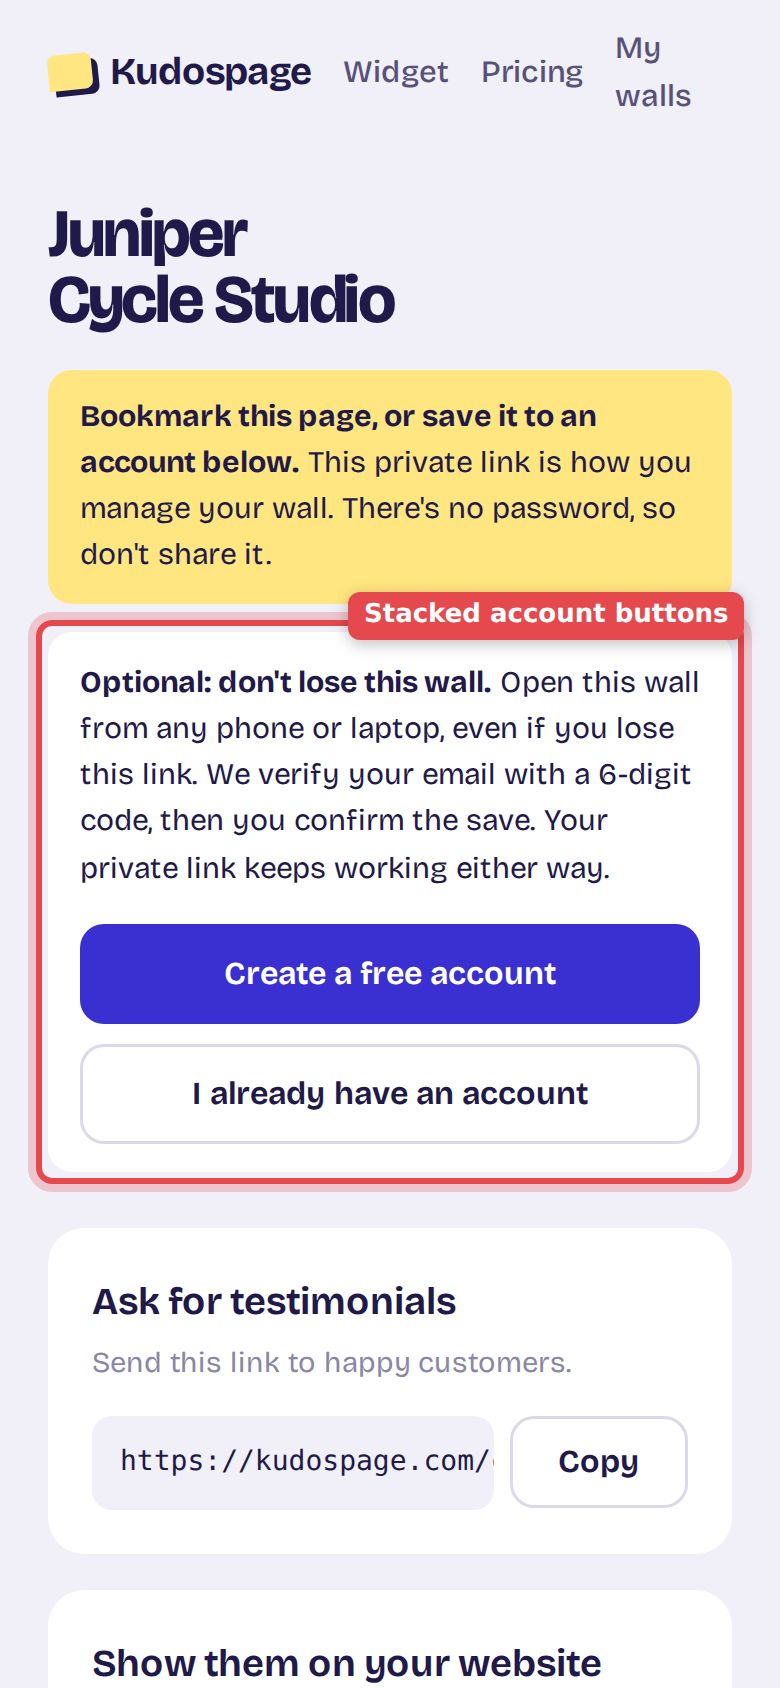 Kudospage Widget Pricing My walls
Juniper
Cycle Studio
Bookmark this page, or save it to an
account below. This private link is how you
manage your wall. There's no password, so
don't share it.
Stacked account buttons
Optional: don't lose this wall. Open this wall
from any phone or laptop, even if you lose
this link. We verify your email with a 6-digit
code, then you confirm the save. Your
private link keeps working either way.
Create a free account
I already have an account
Ask for testimonials
Send this link to happy customers.
https://kudospage.com/
Copy
Show them on your website